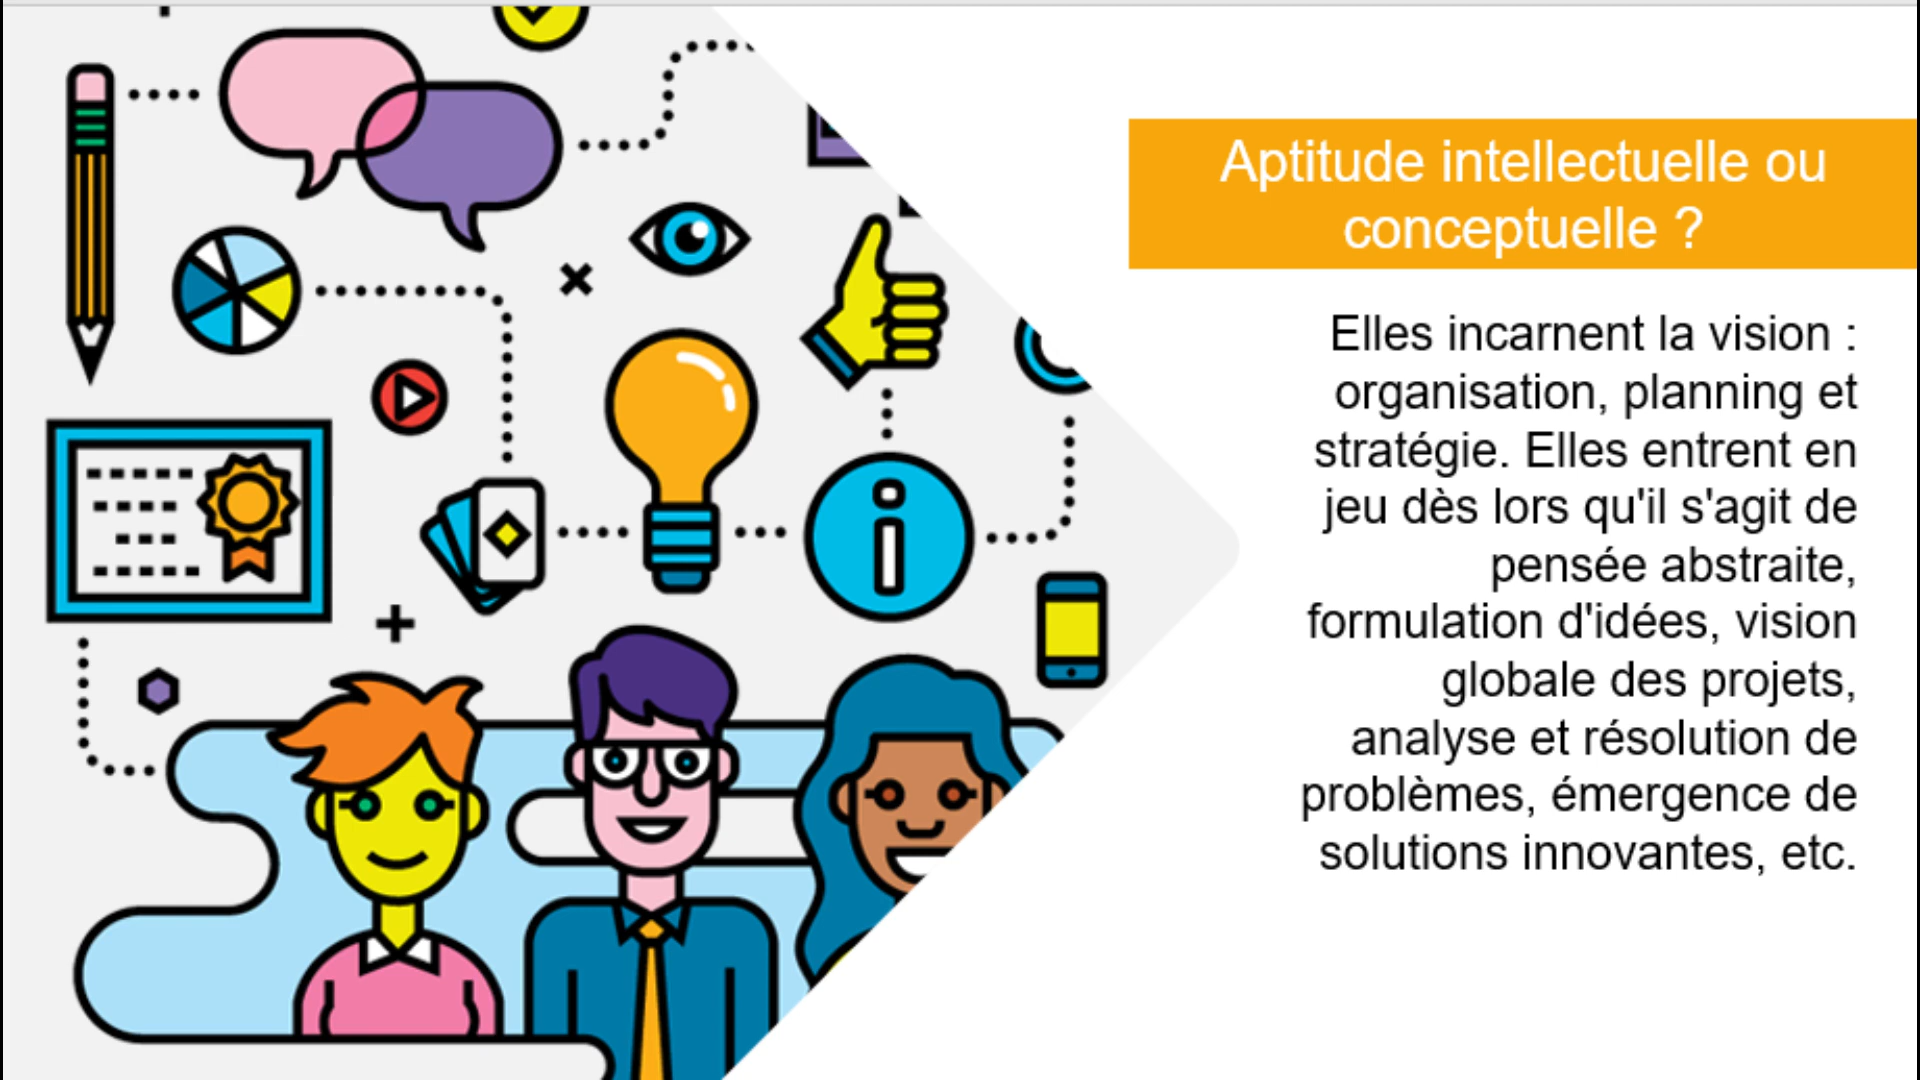 Aptitude intellectuelle ou
conceptuelle ?
Elles incarnent la vision :
organisation, planning et
stratégie. Elles entrent en
jeu dès lors qu'il s'agit de
pensée abstraite,
formulation d'idées, vision
globale des projets,
analyse et résolution de
problèmes, émergence de
solutions innovantes, etc.